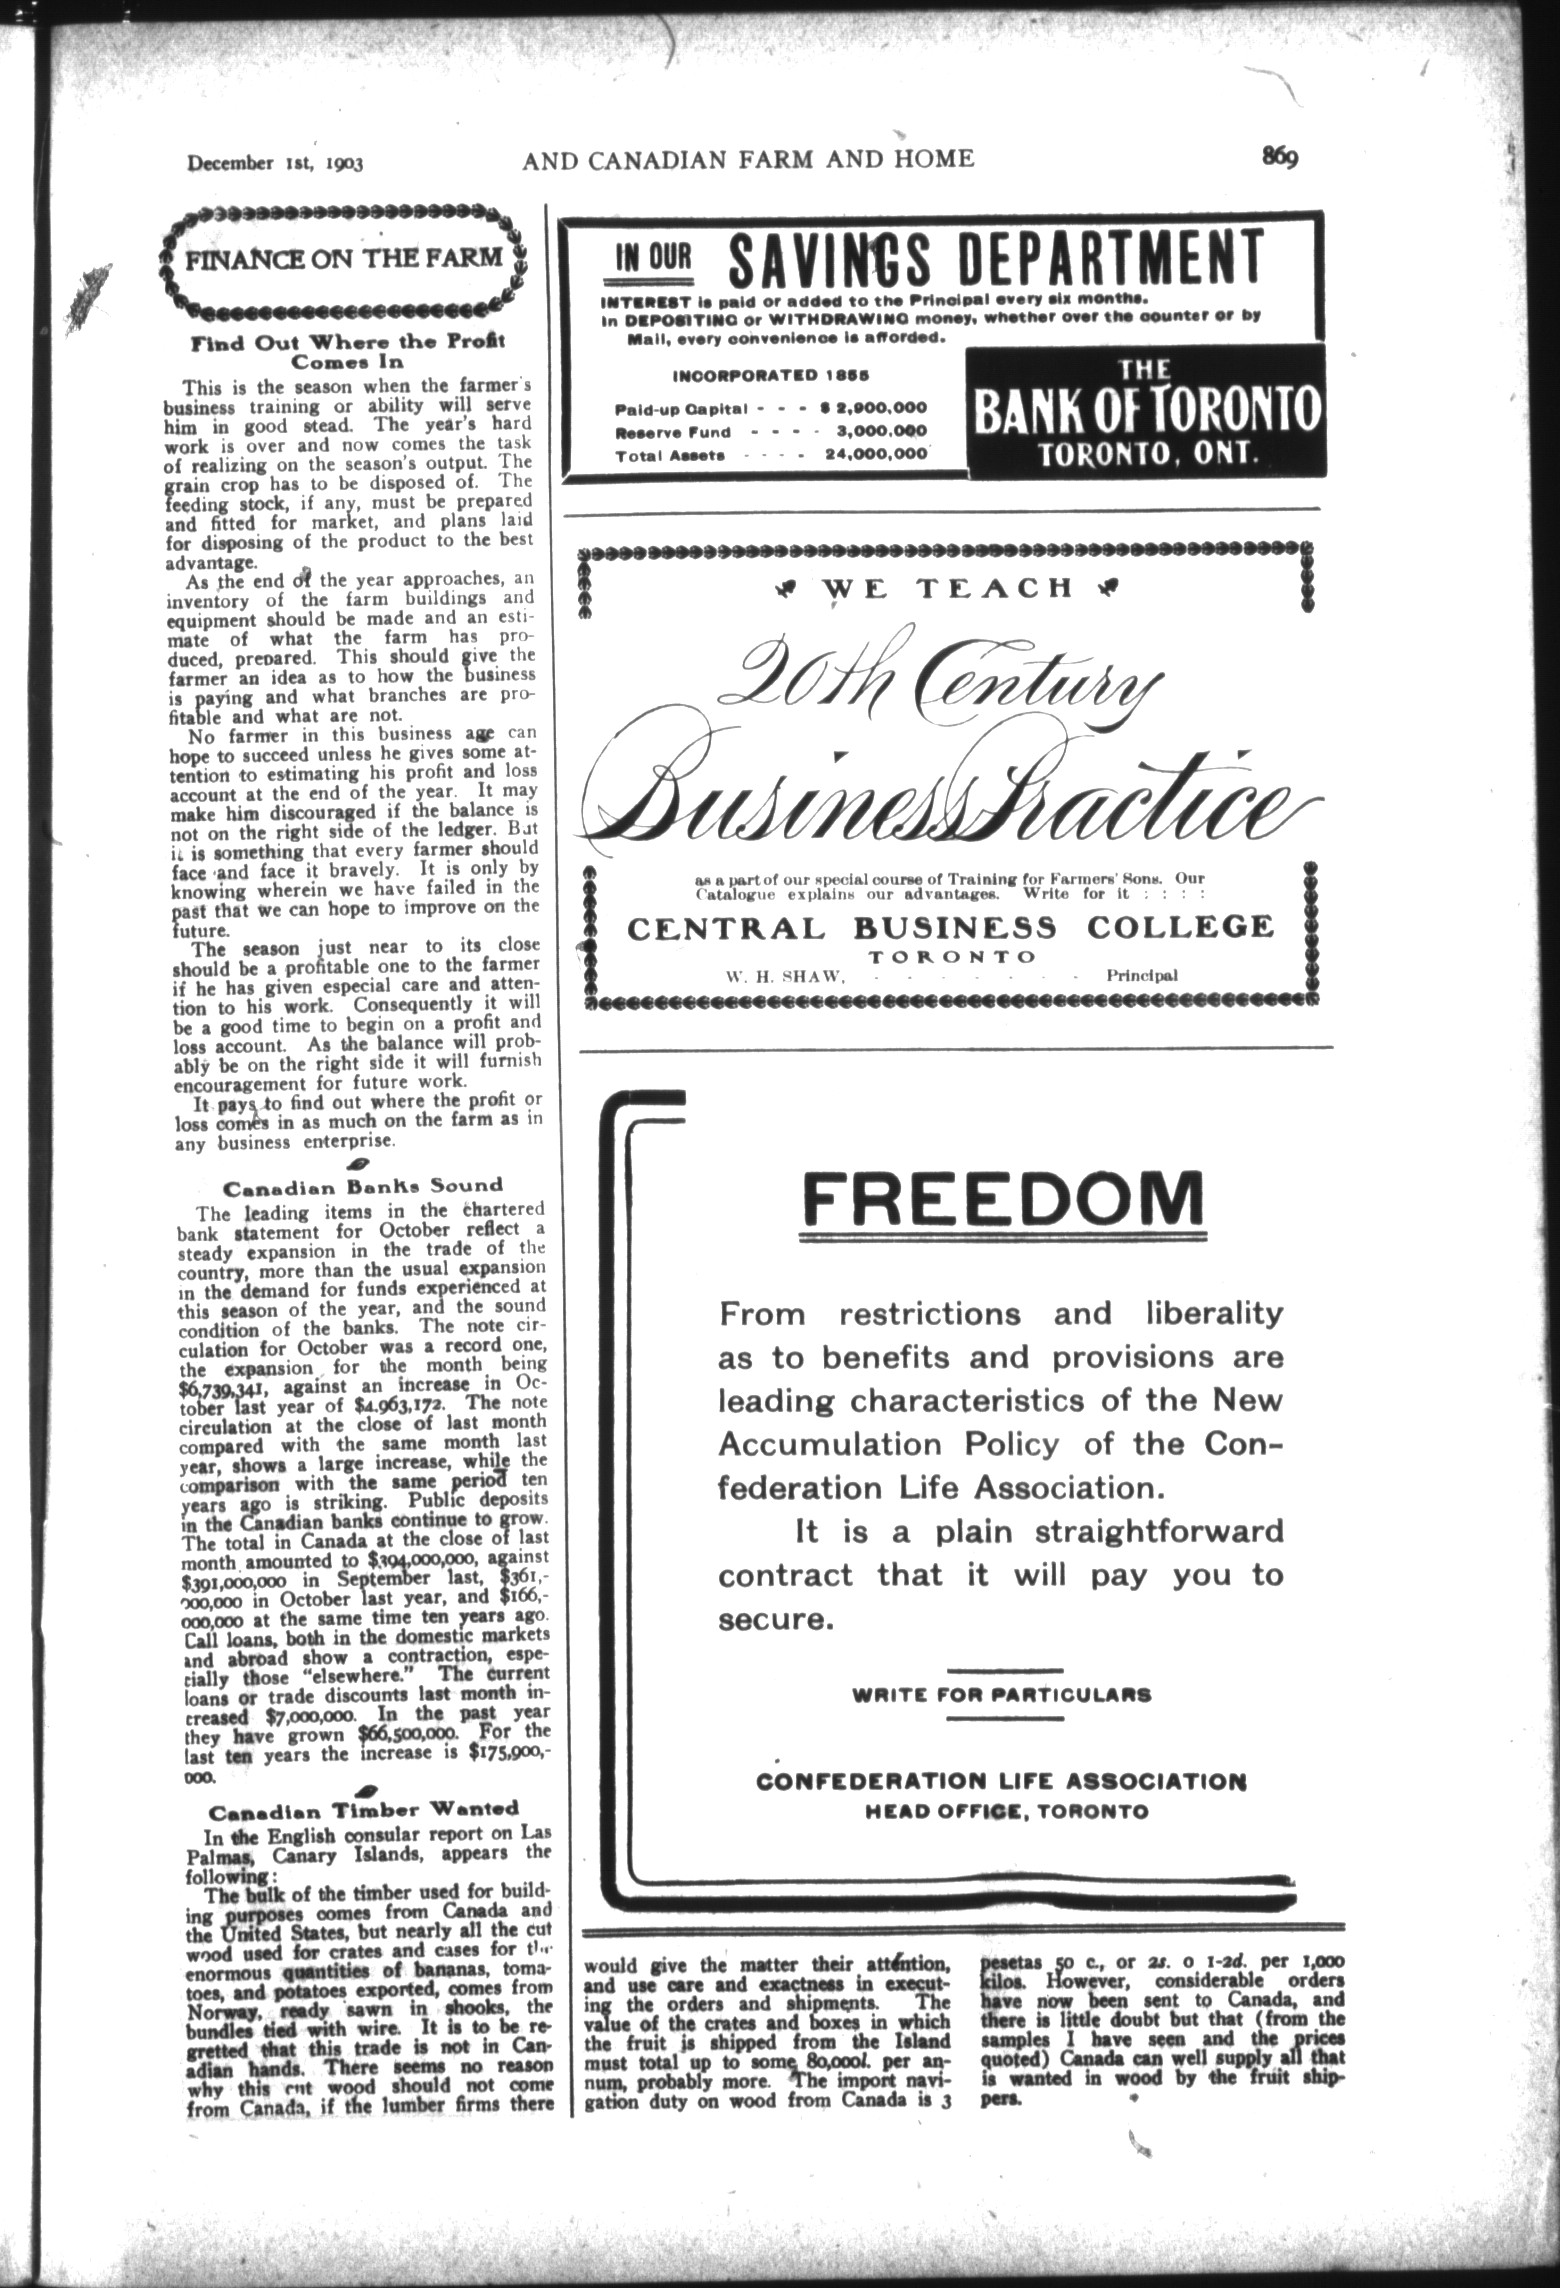 December 1st, 1903
AND CANADIAN FARM AND HOME
869
FINANCE ON THE FARM
Find Out Where the Profit
Comes In
This is the season when the farmer's
business training or ability will serve
him in good stead. The year's hard
work is over and now comes the task
of realizing on the season's output. The
grain crop has to be disposed of. The
feeding stock, if any, must be prepared
and fitted for market, and plans laid
for disposing of the product to the best
advantage.
As the end of the year approaches, an
inventory of the farm buildings and
equipment should be made and an esti-
mate of what the farm has pro-
duced, prepared. This should give the
farmer an idea as to how the business
is paying and what branches are pro-
fitable and what are not.
No farmer in this business age can
hope to succeed unless he gives some at-
tention to estimating his profit and loss
account at the end of the year. It may
make him discouraged if the balance is
not on the right side of the ledger. But
it is something that every farmer should
face and face it bravely. It is only by
knowing wherein we have failed in the
past that we can hope to improve on the
future.
The season just near to its close
should be a profitable one to the farmer
if he has given especial care and atten-
tion to his work. Consequently it will
be a good time to begin on a profit and
loss account. As the balance will prob-
ably be on the right side it will furnish
encouragement for future work.
It pays to find out where the profit or
loss comes in as much on the farm as in
any business enterprise.
Canadian Banks Sound
The leading items in the chartered
bank statement for October reflect a
steady expansion in the trade of the
country, more than the usual expansion
in the demand for funds experienced at
this season of the year, and the sound
condition of the banks. The note cir-
culation for October was a record one,
the expansion for the month being
$6,739,341, against an increase in Oc-
tober last year of $4,963,172. The note
circulation at the close of last month
compared with the same month last
year, shows a large increase, while the
comparison with the same period ten
years ago is striking. Public deposits
in the Canadian banks continue to grow.
The total in Canada at the close of last
month amounted to $394,000,000, against
$391,000,000 in September last, $361,-
000,000 in October last year, and $166,-
000,000 at the same time ten years ago.
Call loans, both in the domestic markets
and abroad show a contraction, espe-
cially those "elsewhere." The current
loans or trade discounts last month in-
creased $7,000,000. In the past year
they have grown $66,500,000. For the
last ten years the increase is $175,900,-
000.
Canadian Timber Wanted
In the English consular report on Las
Palmas, Canary Islands, appears the
following:
The bulk of the timber used for build-
ing purposes comes from Canada and
the United States, but nearly all the cut
wood used for crates and cases for the
enormous quantities of bananas, toma-
toes, and potatoes exported, comes from
Norway, ready sawn in shooks, the
bundles tied with wire. It is to be re-
gretted that this trade is not in Can-
adian hands. There seems no reason
why this cut wood should not come
from Canada, if the lumber firms there
IN OUR SAVINGS DEPARTMENT
INTEREST is paid or added to the Principal every six months.
In DEPOSITING or WITHDRAWING money, whether over the counter or by
Mail, every convenience is afforded.
INCORPORATED 1855
Paid-up Capital - - - $ 2,900,000
Reserve Fund - - - - 3,000,000
Total Assets - - - - 24,000,000
THE
BANK OF TORONTO
TORONTO, ONT.
WE TEACH
20th Century
Business Practice
as a part of our special course of Training for Farmers' Sons. Our
Catalogue explains our advantages. Write for it : : : :
CENTRAL BUSINESS COLLEGE
TORONTO
W. H. SHAW, - - - - - - - Principal
FREEDOM
From restrictions and liberality
as to benefits and provisions are
leading characteristics of the New
Accumulation Policy of the Con-
federation Life Association.
It is a plain straightforward
contract that it will pay you to
secure.
WRITE FOR PARTICULARS
CONFEDERATION LIFE ASSOCIATION
HEAD OFFICE, TORONTO
would give the matter their attention,
and use care and exactness in execut-
ing the orders and shipments. The
value of the crates and boxes in which
the fruit is shipped from the Island
must total up to some 80,000l. per an-
num, probably more. The import navi-
gation duty on wood from Canada is 3
pesetas 50 c., or 2s. 0 1-2d. per 1,000
kilos. However, considerable orders
have now been sent to Canada, and
there is little doubt but that (from the
samples I have seen and the prices
quoted) Canada can well supply all that
is wanted in wood by the fruit ship-
pers.